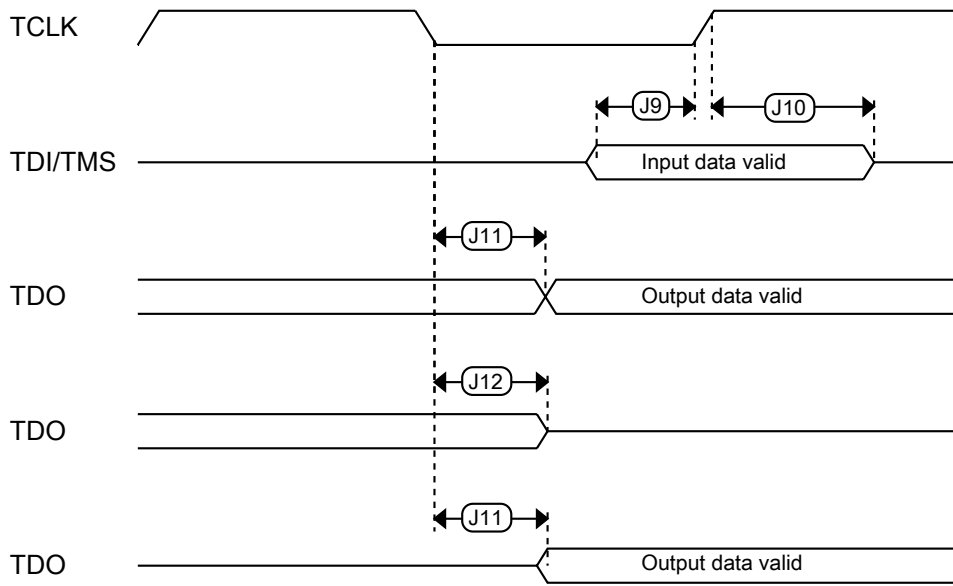 TCLK
J9
J10
TDI/TMS
Input data valid
J11
TDO
Output data valid
J12
TDO
J11
TDO
Output data valid